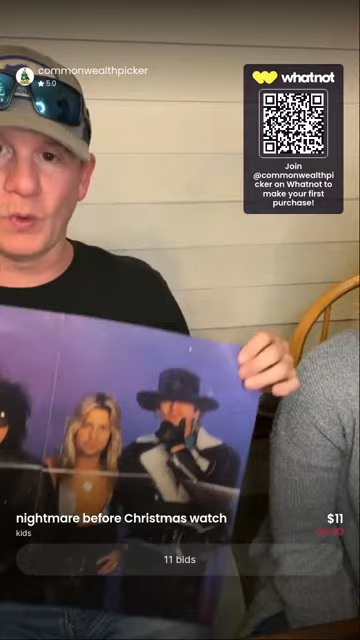 commonwealthpicker
5.0
whatnot
Join
@commonwealthpi
cker on Whatnot to
make your first
purchase!
nightmare before Christmas watch
$11
kids
11 bids